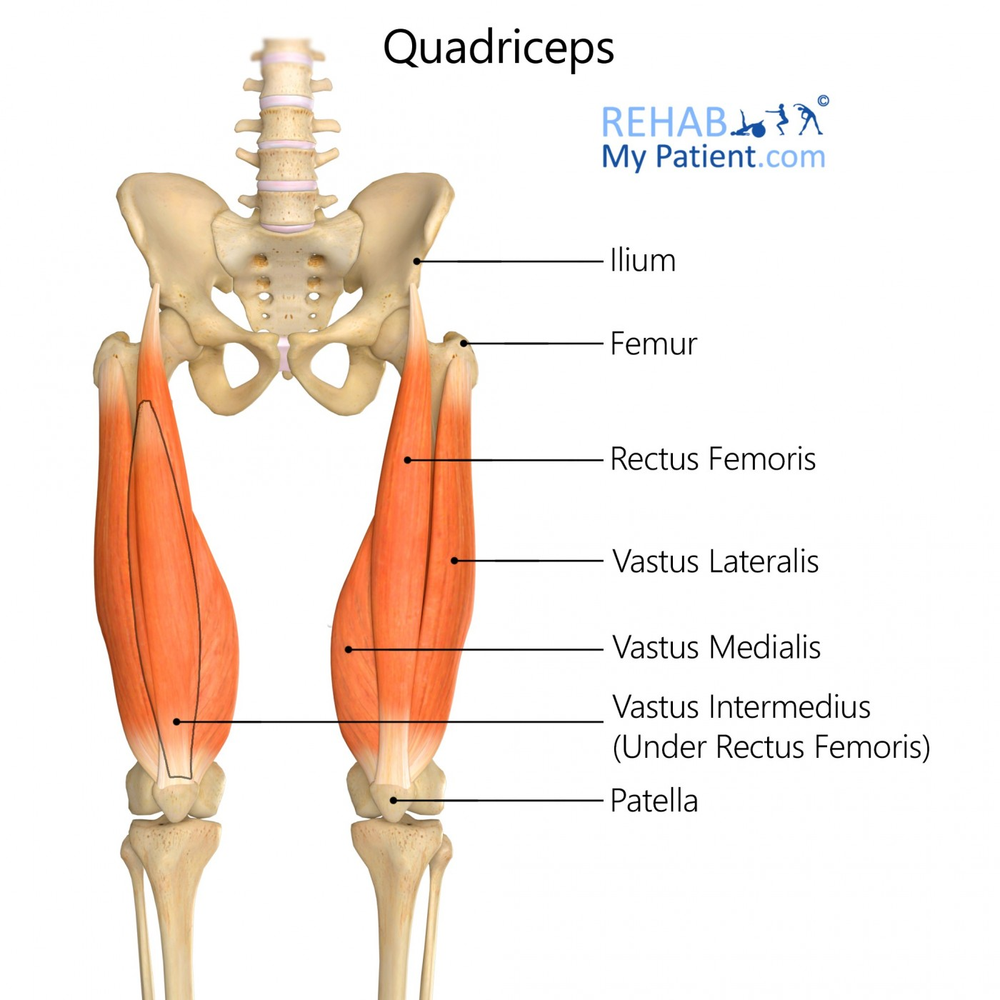 Quadriceps
REHAB ©
My Patient.com
Ilium
Femur
Rectus Femoris
Vastus Lateralis
Vastus Medialis
Vastus Intermedius
(Under Rectus Femoris)
Patella